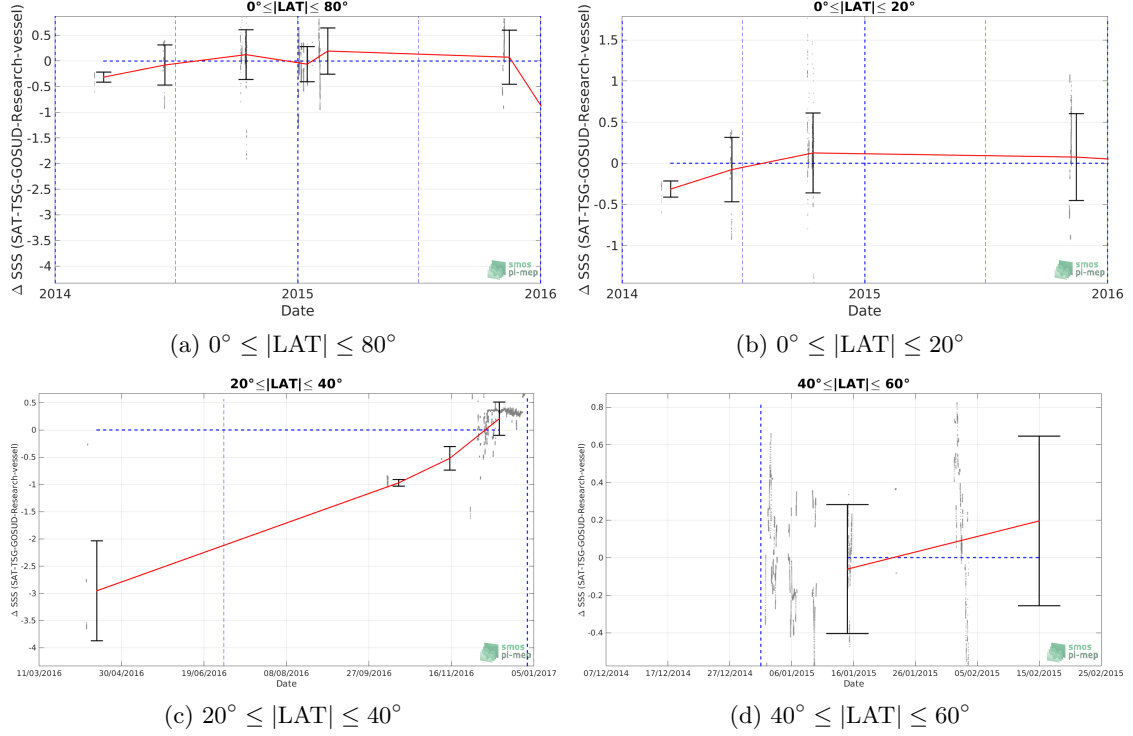 0°≤|LAT|≤ 80°
Δ SSS (SAT-TSG-GOSUD-Research-vessel)
0.5
0
-0.5
-1
-1.5
-2
-2.5
-3
-3.5
-4
2014
2015
2016
Date
smos
pi-mep
(a) 0° ≤ |LAT| ≤ 80°
0°≤|LAT|≤ 20°
Δ SSS (SAT-TSG-GOSUD-Research-vessel)
1.5
1
0.5
0
-0.5
-1
2014
2015
2016
Date
smos
pi-mep
(b) 0° ≤ |LAT| ≤ 20°
20°≤|LAT|≤ 40°
Δ SSS (SAT-TSG-GOSUD-Research-vessel)
0.5
0
-0.5
-1
-1.5
-2
-2.5
-3
-3.5
-4
11/03/2016
30/04/2016
19/06/2016
08/08/2016
27/09/2016
16/11/2016
05/01/2017
Date
smos
pi-mep
(c) 20° ≤ |LAT| ≤ 40°
40°≤|LAT|≤ 60°
Δ SSS (SAT-TSG-GOSUD-Research-vessel)
0.8
0.6
0.4
0.2
0
-0.2
-0.4
07/12/2014
17/12/2014
27/12/2014
06/01/2015
16/01/2015
26/01/2015
05/02/2015
15/02/2015
25/02/2015
Date
smos
pi-mep
(d) 40° ≤ |LAT| ≤ 60°